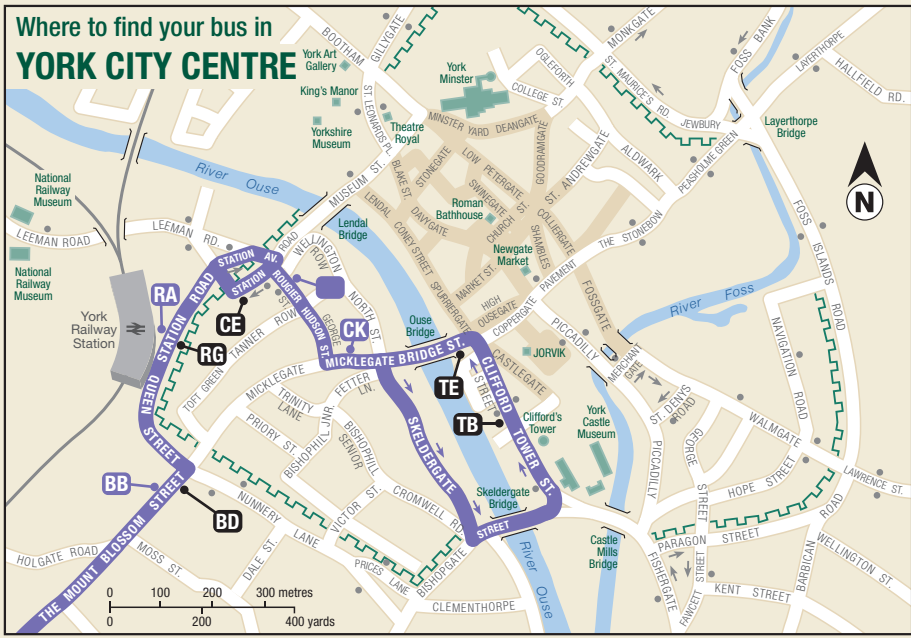 Where to find your bus in
YORK CITY CENTRE
BOOTHAM
GILLYGATE
York Art
Gallery
King's Manor
Yorkshire
Museum
ST. LEONARDS PL.
Theatre
Royal
York
Minster
MINSTER YARD
DEANGATE
COLLEGE ST.
OGLEFORTH
MONKGATE
ST. MAURICE'S RD.
JEWBURY
FOSS BANK
LAYERTHORPE
HALLFIELD RD.
Layerthorpe
Bridge
PEASHOLME GREEN
ALDWARK
ST. ANDREWGATE
GOODRAMGATE
LOW
PETERGATE
STONEGATE
BLAKE ST.
SWINEGATE
CHURCH ST.
Roman
Bathhouse
DAVYGATE
LENDAL
CONEY STREET
MUSEUM ST.
River Ouse
Lendal
Bridge
COLLIERGATE
SHAMBLES
Newgate
Market
MARKET ST.
THE STONEBOW
PAVEMENT
HIGH
OUSEGATE
COPPERGATE
SPURRIERGATE
FOSSGATE
PICCADILLY
River Foss
FOSS ISLANDS ROAD
N
National
Railway
Museum
LEEMAN ROAD
LEEMAN RD.
National
Railway
Museum
York
Railway
Station
STATION AV.
STATION
ROAD
STATION ROAD
WELLINGTON
ROW
ROUGIER
ST.
HUDSON ST.
GEORGE
NORTH ST.
TANNER ROW
TOFT GREEN
RA
RG
CE
CK
TE
TB
BB
BD
Ouse
Bridge
MICKLEGATE
BRIDGE ST.
MICKLEGATE
TRINITY
LANE
FETTER
LN.
PRIORY ST.
BISHOPHILL JNR.
BISHOPHILL
SENIOR
VICTOR ST.
CROMWELL RD.
SKELDERGATE
JORVIK
CASTLEGATE
CLIFFORD
STREET
TOWER ST.
Clifford's
Tower
York
Castle
Museum
MERCHANT
GATE
ST. DENYS
ROAD
PICCADILLY
GEORGE
STREET
WALMGATE
NAVIGATION ROAD
HOPE STREET
LAWRENCE ST.
Skeldergate
Bridge
STREET
Castle
Mills
Bridge
PARAGON STREET
BARBICAN ROAD
WELLINGTON ST.
KENT STREET
FAWCETT STREET
FISHERGATE
River Ouse
CLEMENTHORPE
BISHOPGATE
PRICES
LANE
NUNNERY
LANE
DALE ST.
MOSS ST.
HOLGATE ROAD
QUEEN STREET
THE MOUNT
BLOSSOM STREET
0 100 200 300 metres
0 200 400 yards